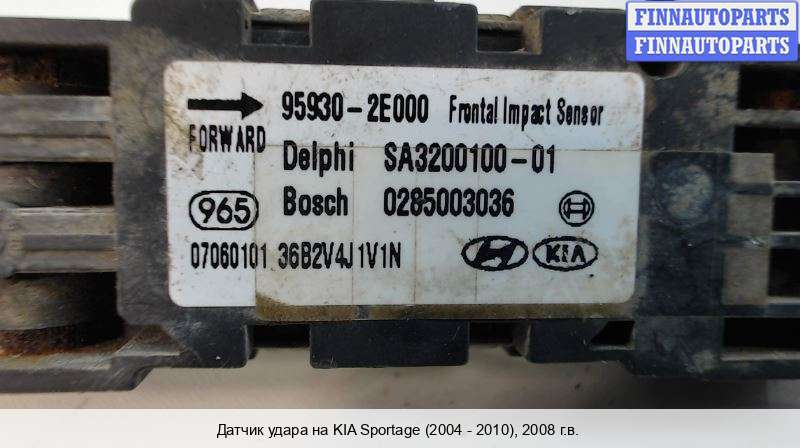 FINNAUTOPARTS
FINNAUTOPARTS
95930-2E000 Frontal Impact Sensor
FORWARD
Delphi SA3200100-01
965 Bosch 0285003036
07060101 36B2V4J1V1N KIA
Датчик удара на KIA Sportage (2004 - 2010), 2008 г.в.